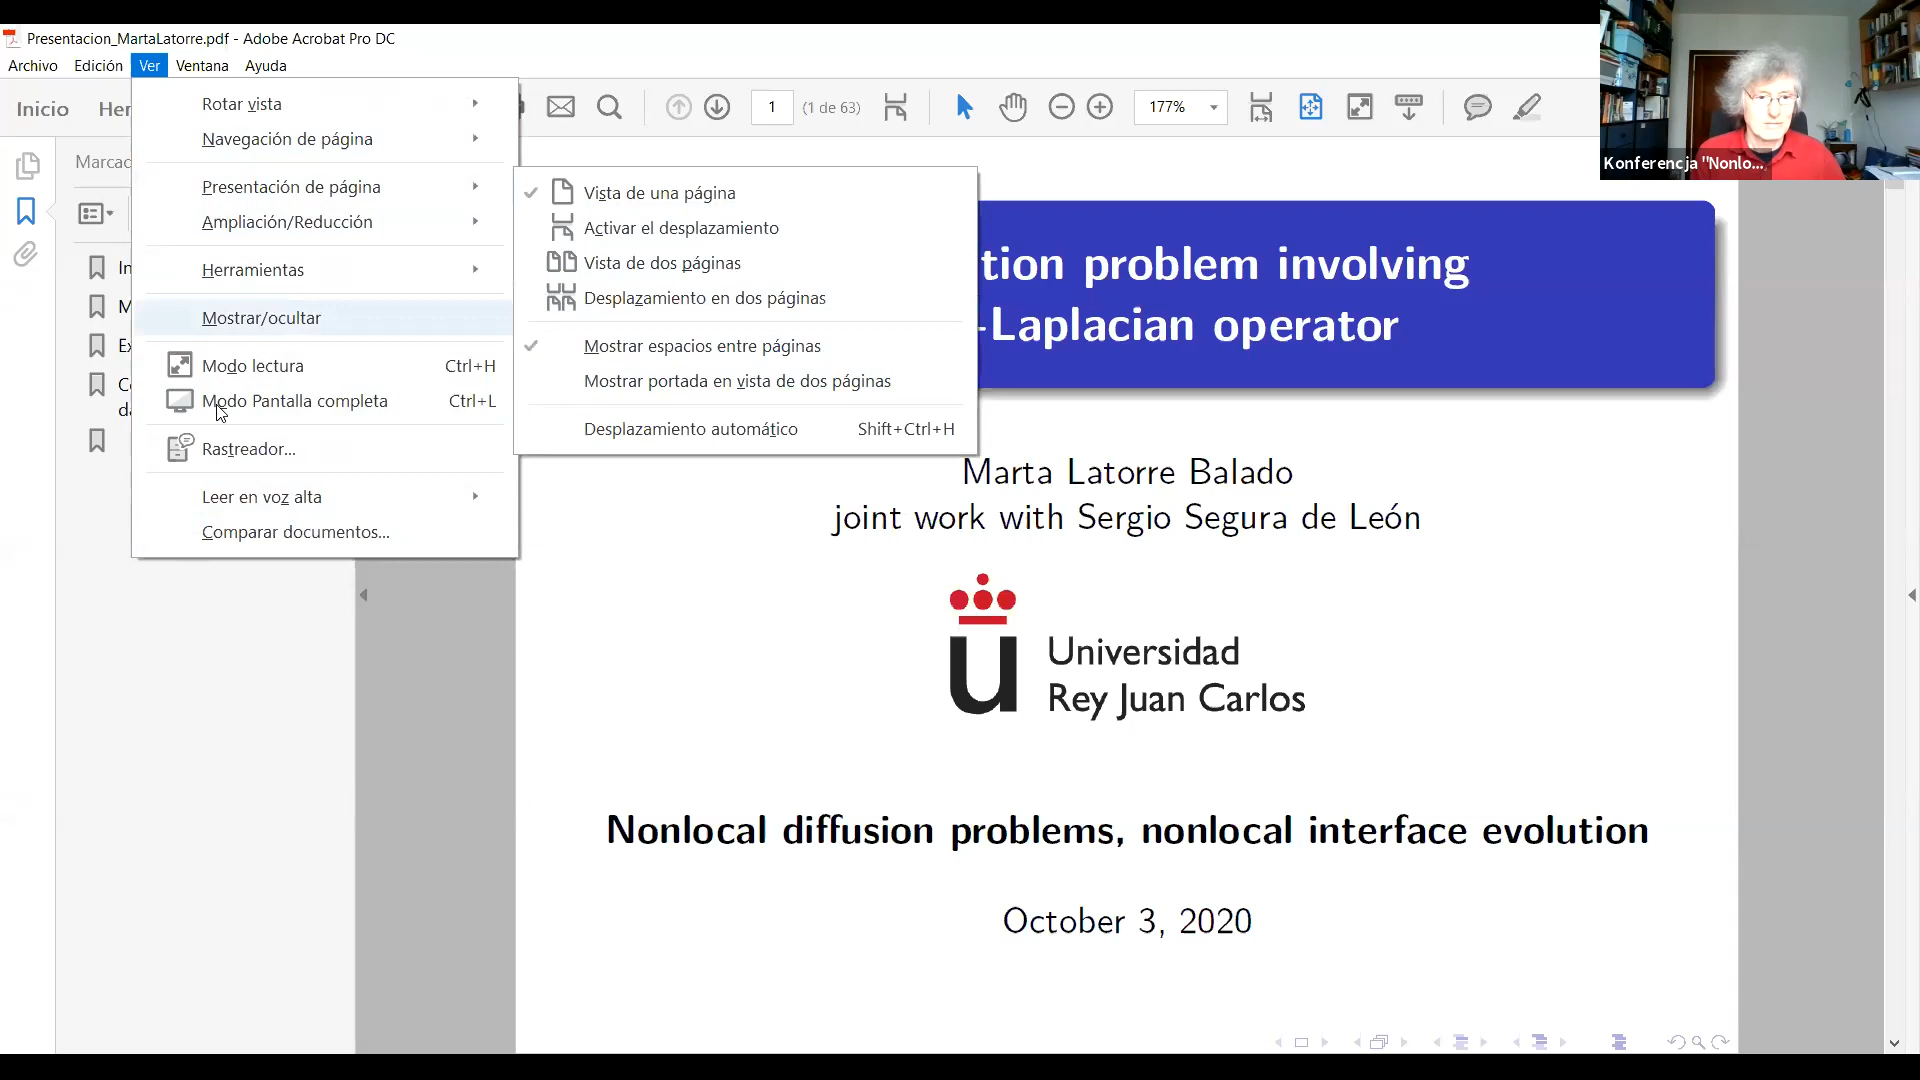 Presentacion_MartaLatorre.pdf - Adobe Acrobat Pro DC
Archivo Edición Ver Ventana Ayuda
Inicio
1 (1 de 63) 177%
Konferencja "Nonlo...
Rotar vista
Navegación de página
Presentación de página
Ampliación/Reducción
Herramientas
Mostrar/ocultar
Modo lectura Ctrl+H
Modo Pantalla completa Ctrl+L
Rastreador...
Leer en voz alta
Comparar documentos...
Vista de una página
Activar el desplazamiento
Vista de dos páginas
Desplazamiento en dos páginas
Mostrar espacios entre páginas
Mostrar portada en vista de dos páginas
Desplazamiento automático Shift+Ctrl+H
tion problem involving
-Laplacian operator
Marta Latorre Balado
joint work with Sergio Segura de León
u Universidad
Rey Juan Carlos
Nonlocal diffusion problems, nonlocal interface evolution
October 3, 2020